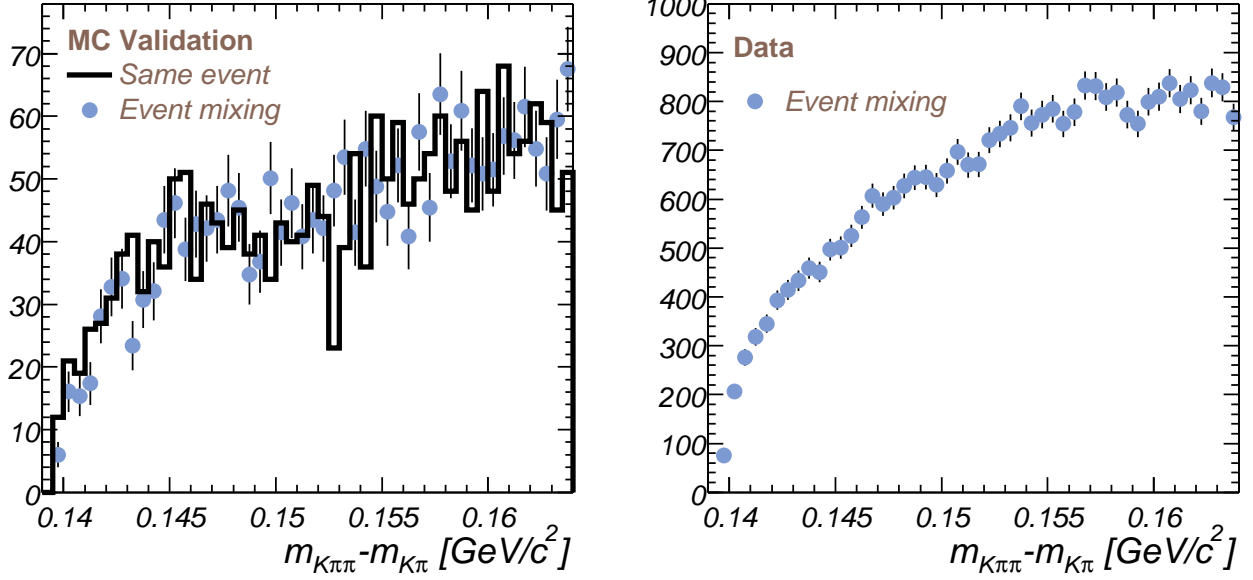 MC Validation
Same event
Event mixing
70
60
50
40
30
20
10
0
0.14 0.145 0.15 0.155 0.16
mKππ-mKπ [GeV/c2]
Data
Event mixing
1000
900
800
700
600
500
400
300
200
100
0
0.14 0.145 0.15 0.155 0.16
mKππ-mKπ [GeV/c2]